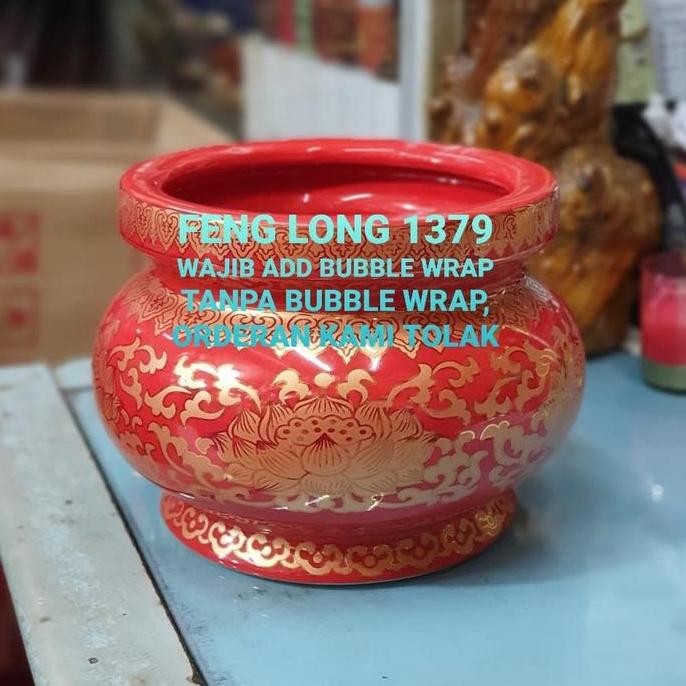 FENG LONG 1379
WAJIB ADD BUBBLE WRAP
TANPA BUBBLE WRAP,
ORDERAN KAMI TOLAK